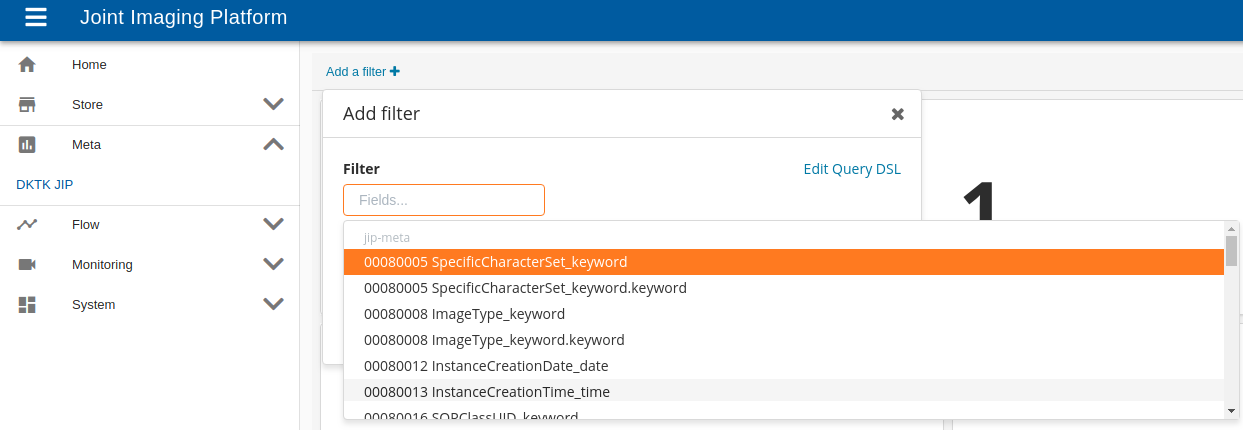 Joint Imaging Platform
Home
Store
Meta
DKTK JIP
Flow
Monitoring
System
Add a filter
Add filter
Filter
Edit Query DSL
Fields...
jip-meta
00080005 SpecificCharacterSet_keyword
00080005 SpecificCharacterSet_keyword.keyword
00080008 ImageType_keyword
00080008 ImageType_keyword.keyword
00080012 InstanceCreationDate_date
00080013 InstanceCreationTime_time
00080016 SOPClassUID_keyword
1